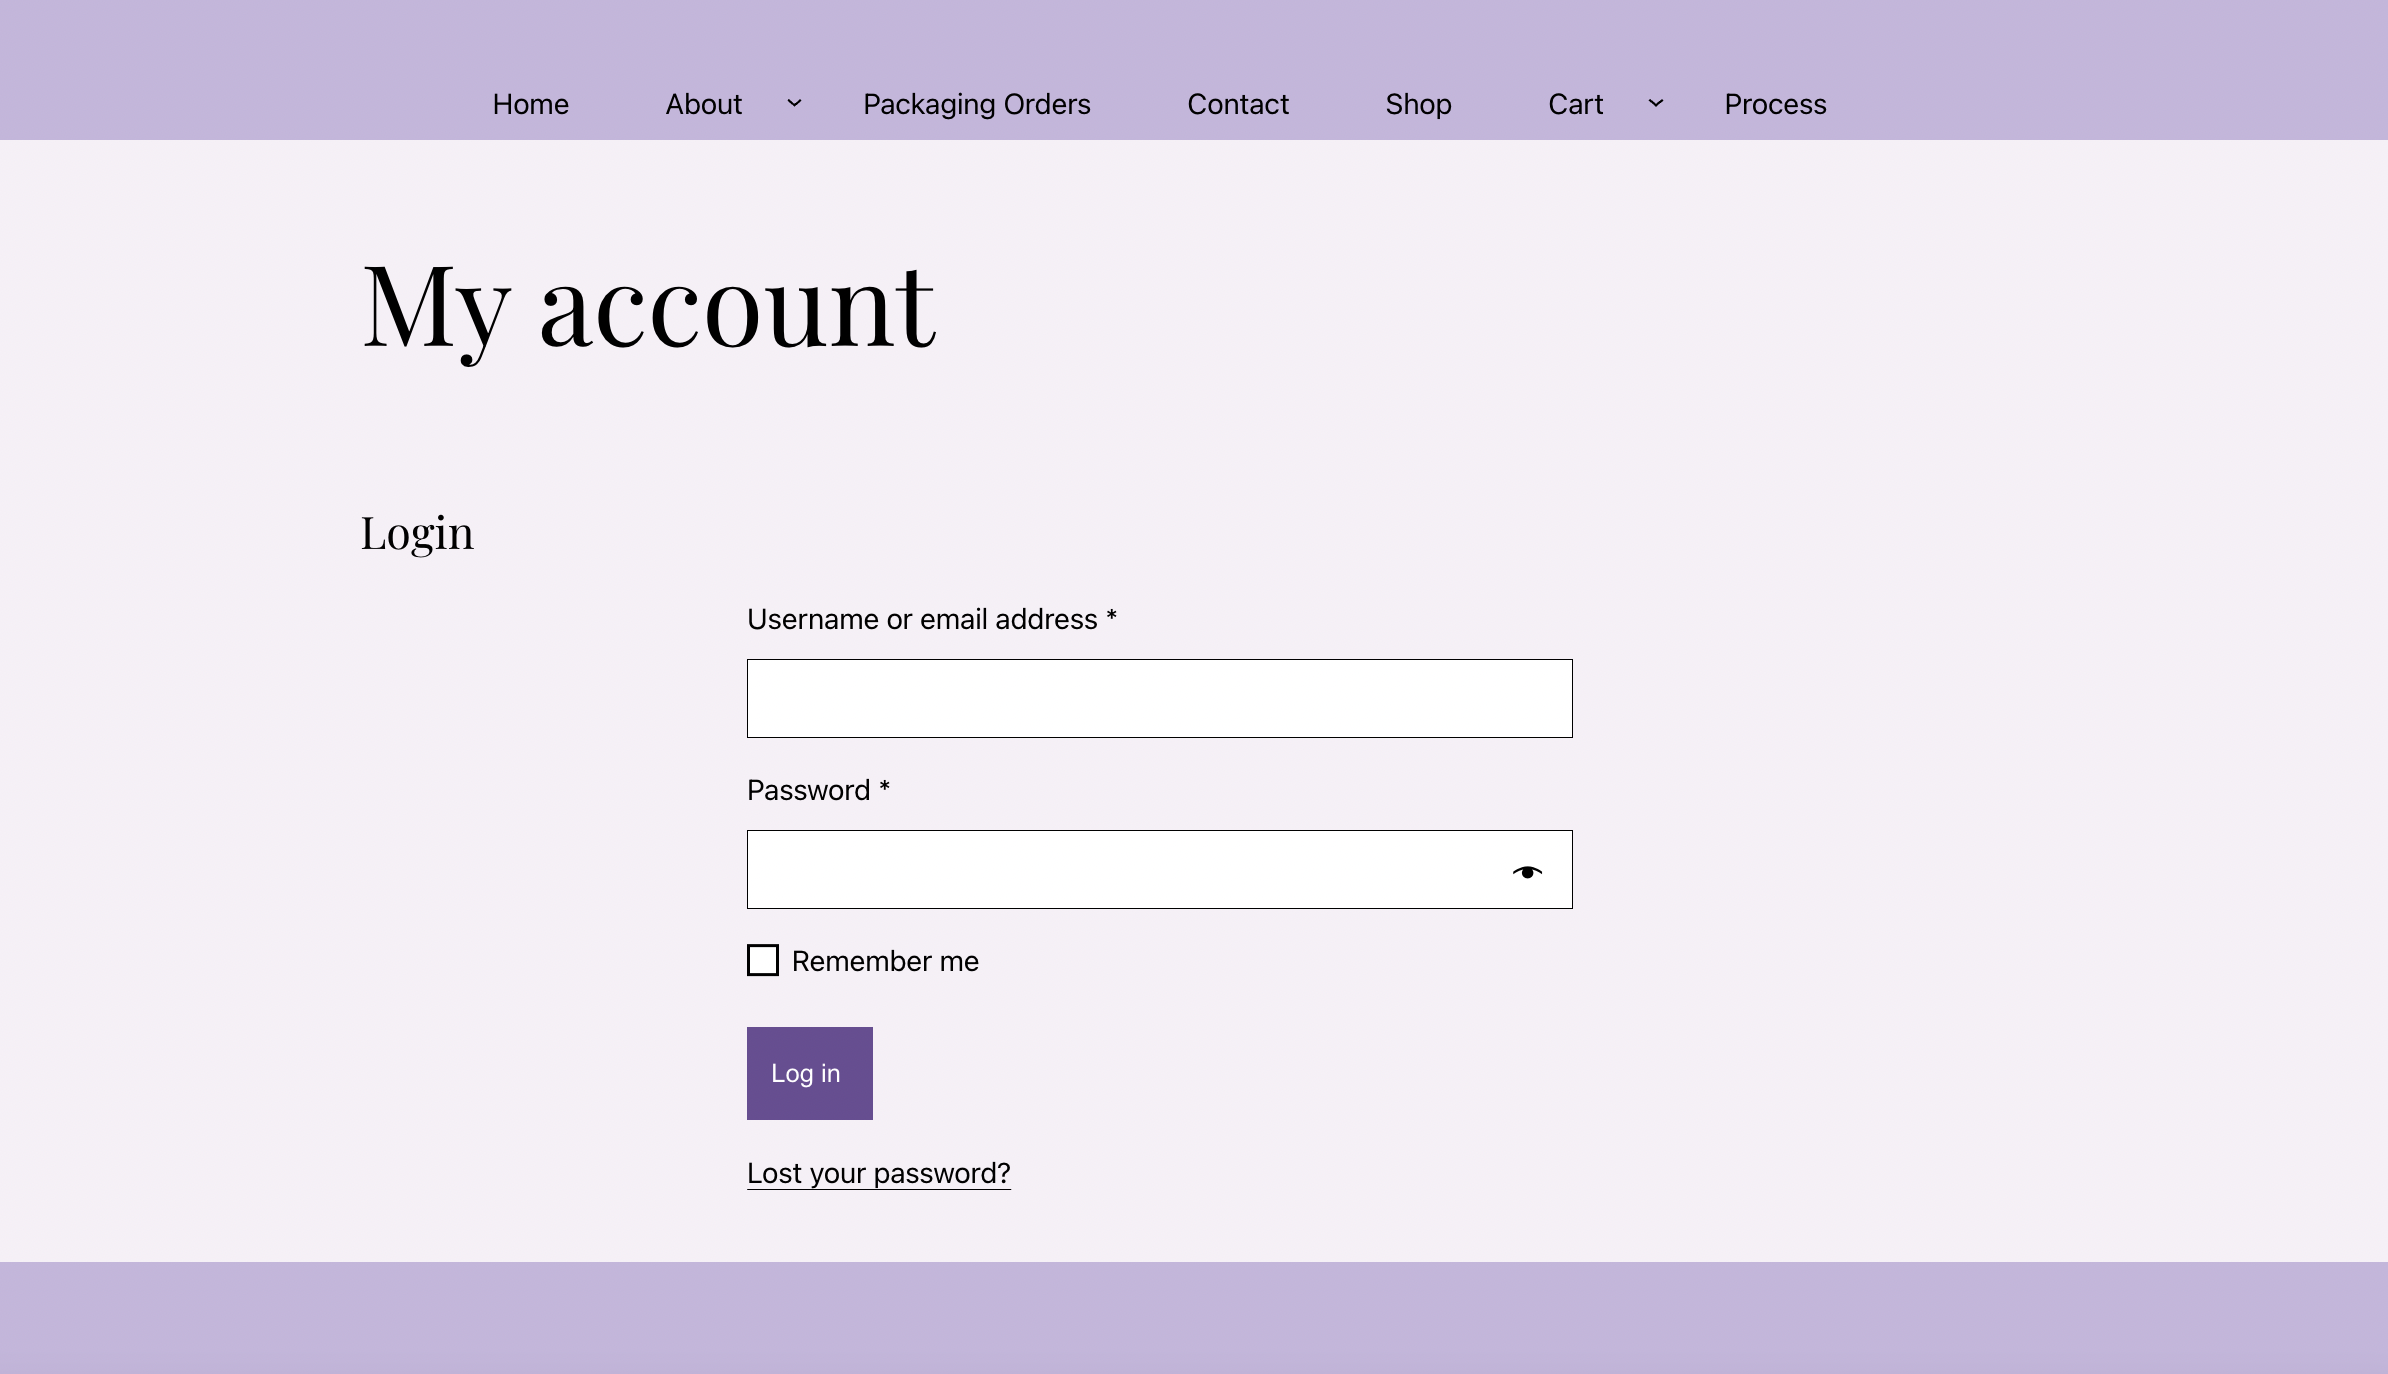 Home About Packaging Orders Contact Shop Cart Process
My account
Login
Username or email address *
Password *
Remember me
Log in
Lost your password?